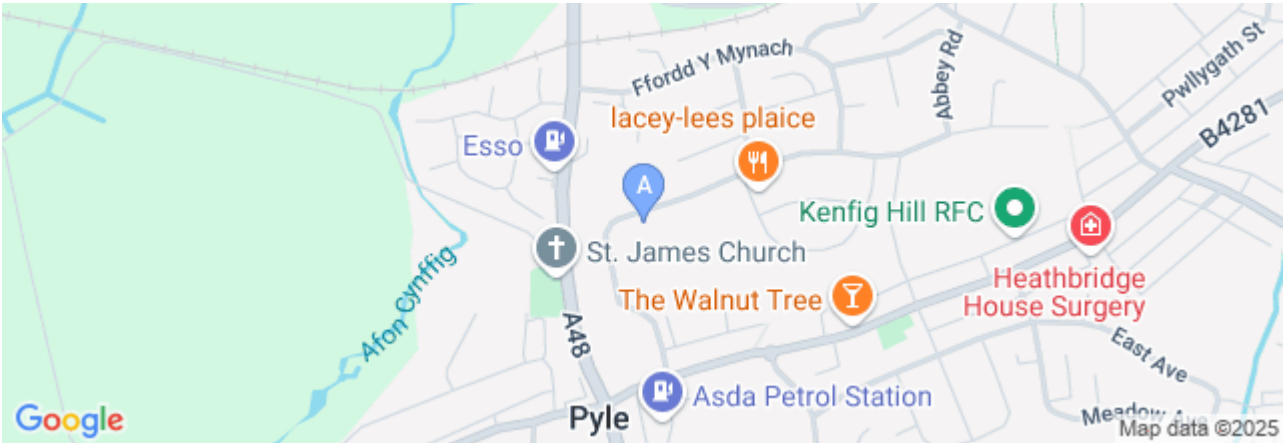 Ffordd Y Mynach
Abbey Rd
Pwllygath St
B4281
lacey-lees plaice
Esso
A
Kenfig Hill RFC
St. James Church
Afon Cynffig
The Walnut Tree
Heathbridge
House Surgery
A48
East Ave
Asda Petrol Station
Pyle
Meadow Ave
Google
Map data ©2025